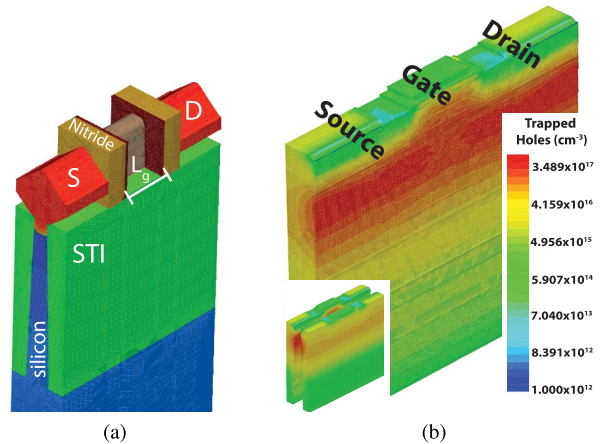 D
Nitride
S
L
g
STI
silicon
(a)
Drain
Gate
Source
Trapped
Holes (cm⁻³)
3.489x10¹⁷
4.159x10¹⁶
4.956x10¹⁵
5.907x10¹⁴
7.040x10¹³
8.391x10¹²
1.000x10¹²
(b)